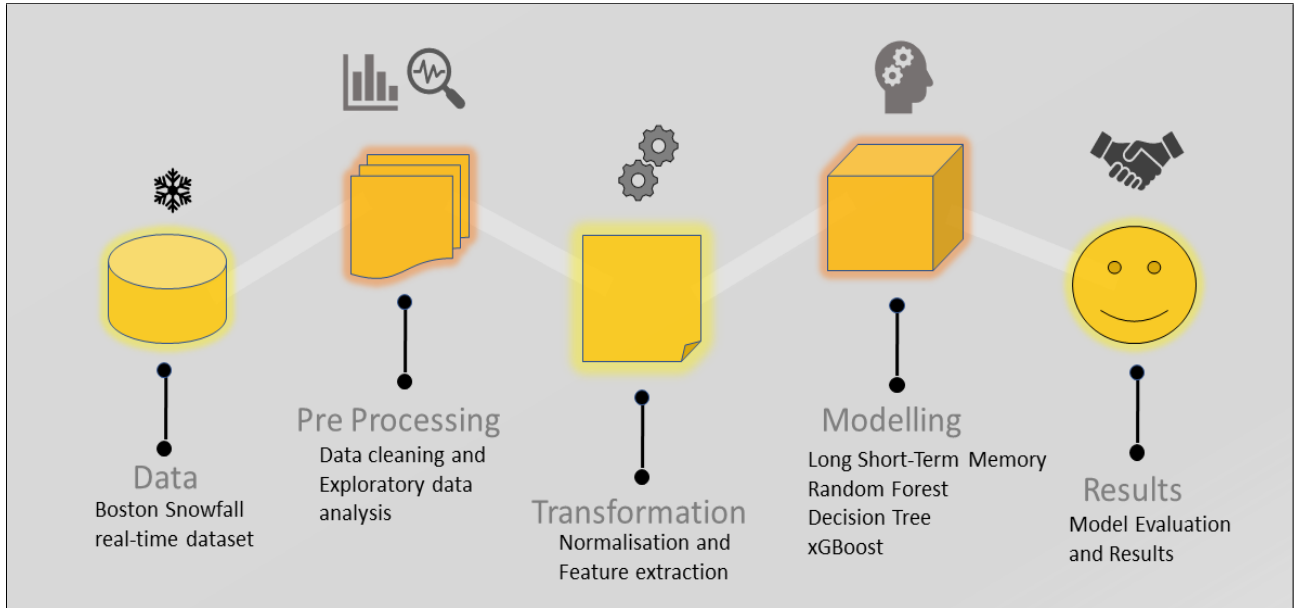 Data
Boston Snowfall
real-time dataset
Pre Processing
Data cleaning and
Exploratory data
analysis
Transformation
Normalisation and
Feature extraction
Modelling
Long Short-Term Memory
Random Forest
Decision Tree
xGBoost
Results
Model Evaluation
and Results